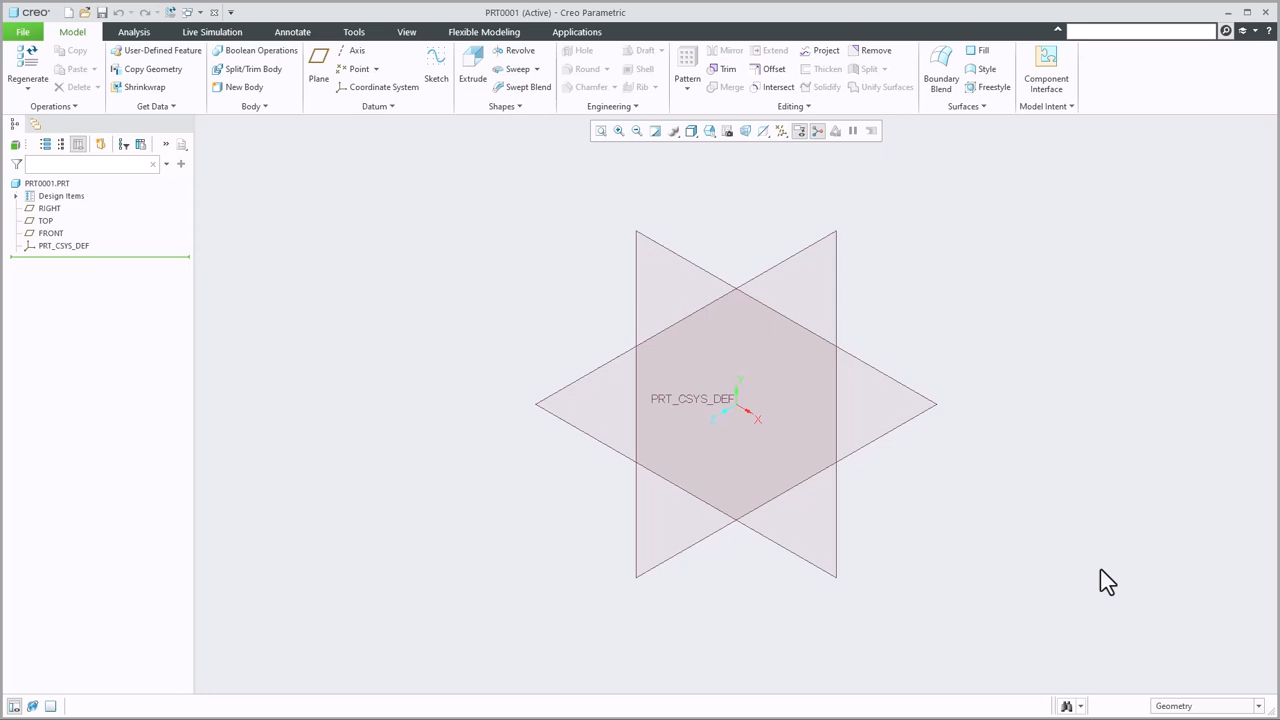 creo
PRT0001 (Active) - Creo Parametric
File
Model
Analysis
Live Simulation
Annotate
Tools
View
Flexible Modeling
Applications
Regenerate
Copy
Paste
Delete
Operations
User-Defined Feature
Copy Geometry
Shrinkwrap
Get Data
Boolean Operations
Split/Trim Body
New Body
Body
Plane
Axis
Point
Coordinate System
Sketch
Datum
Extrude
Revolve
Sweep
Swept Blend
Shapes
Hole
Round
Chamfer
Draft
Shell
Rib
Engineering
Pattern
Mirror
Trim
Merge
Extend
Offset
Intersect
Project
Thicken
Solidify
Remove
Split
Unify Surfaces
Editing
Boundary
Blend
Fill
Style
Freestyle
Surfaces
Component
Interface
Model Intent
PRT0001.PRT
Design Items
RIGHT
TOP
FRONT
PRT_CSYS_DEF
Y
PRT_CSYS_DEF
Z
X
Geometry